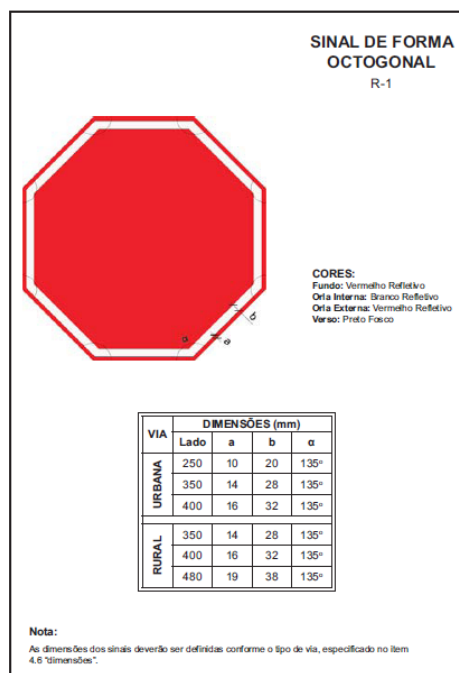 SINAL DE FORMA
OCTOGONAL
R-1
b
α a
CORES:
Fundo: Vermelho Refletivo
Orla Interna: Branco Refletivo
Orla Externa: Vermelho Refletivo
Verso: Preto Fosco
VIA DIMENSÕES (mm)
Lado a b α
URBANA
250 10 20 135º
350 14 28 135º
400 16 32 135º
RURAL
350 14 28 135º
400 16 32 135º
480 19 38 135º
Nota:
As dimensões dos sinais deverão ser definidas conforme o tipo de via, especificado no item
4.6 “dimensões”.